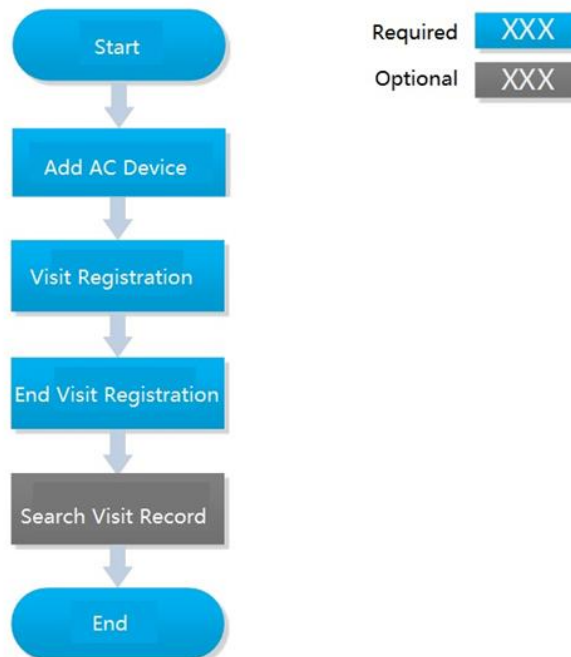 Start
Required XXX
Optional XXX
Add AC Device
Visit Registration
End Visit Registration
Search Visit Record
End